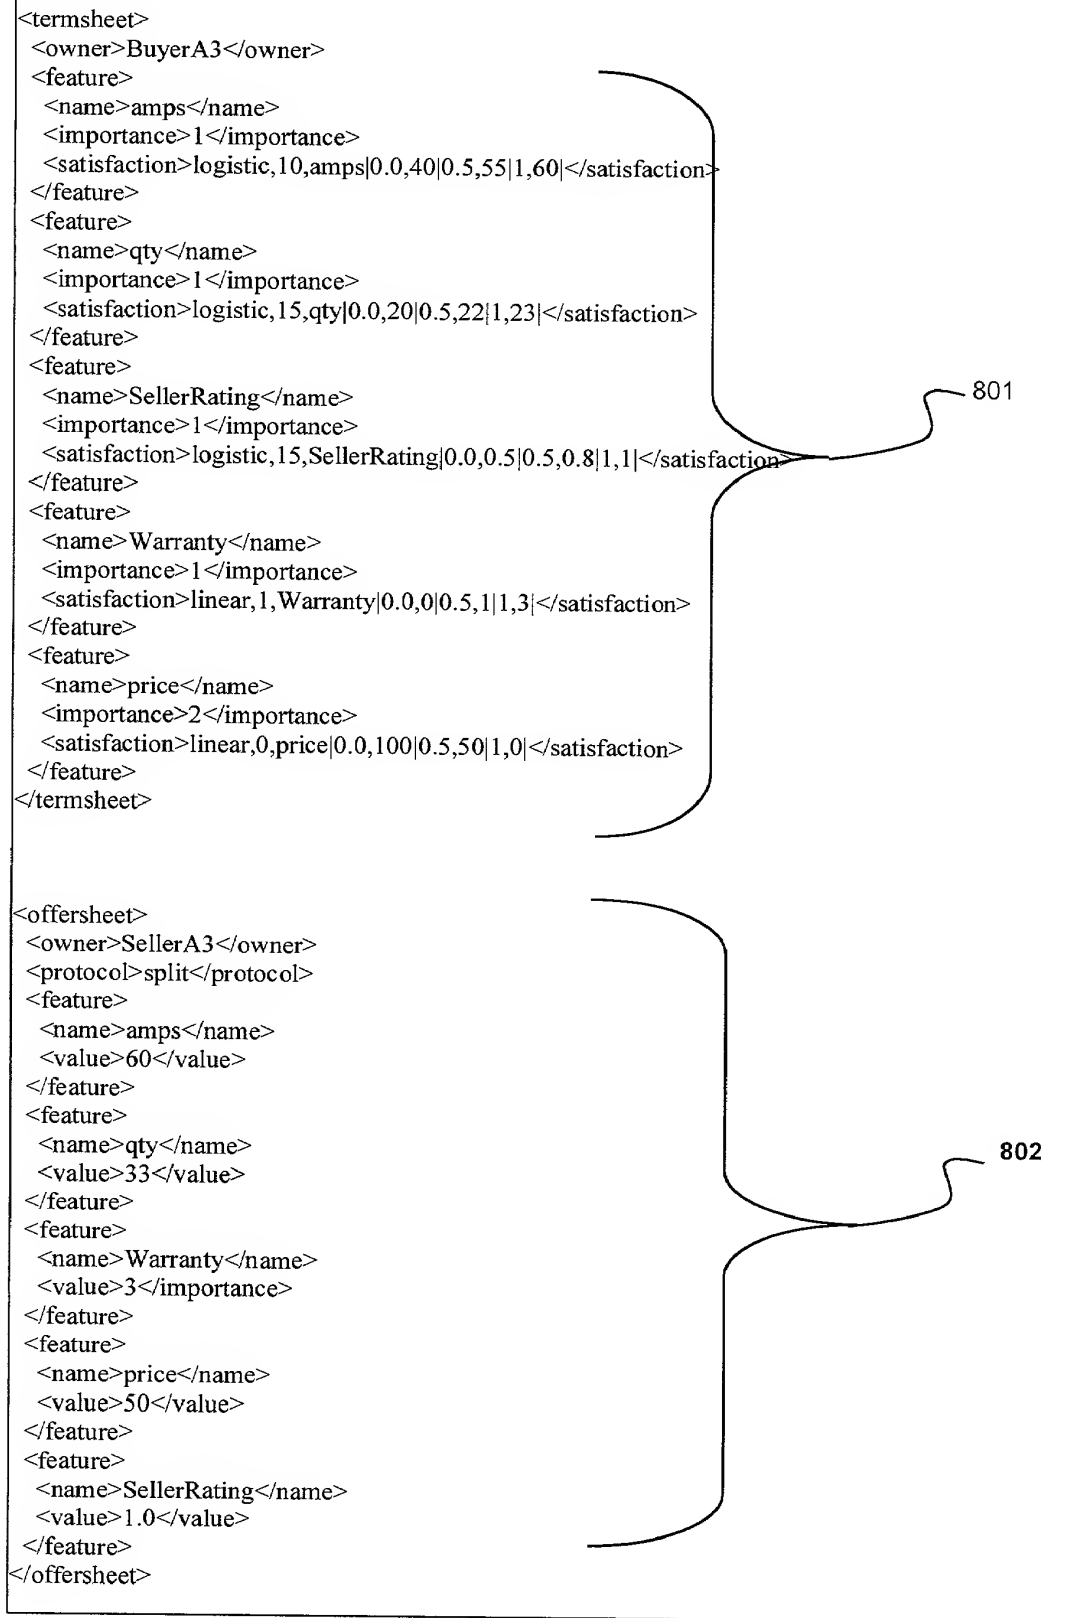 <termsheet>
<owner>BuyerA3</owner>
<feature>
<name>amps</name>
<importance>1</importance>
<satisfaction>logistic,10,amps|0.0,40|0.5,55|1,60|</satisfaction>
</feature>
<feature>
<name>qty</name>
<importance>1</importance>
<satisfaction>logistic,15,qty|0.0,20|0.5,22|1,23|</satisfaction>
</feature>
<feature>
<name>SellerRating</name>
<importance>1</importance>
<satisfaction>logistic,15,SellerRating|0.0,0.5|0.5,0.8|1,1|</satisfaction>
</feature>
<feature>
<name>Warranty</name>
<importance>1</importance>
<satisfaction>linear,1,Warranty|0.0,0|0.5,1|1,3|</satisfaction>
</feature>
<feature>
<name>price</name>
<importance>2</importance>
<satisfaction>linear,0,price|0.0,100|0.5,50|1,0|</satisfaction>
</feature>
</termsheet>
801
<offersheet>
<owner>SellerA3</owner>
<protocol>split</protocol>
<feature>
<name>amps</name>
<value>60</value>
</feature>
<feature>
<name>qty</name>
<value>33</value>
</feature>
<feature>
<name>Warranty</name>
<value>3</importance>
</feature>
<feature>
<name>price</name>
<value>50</value>
</feature>
<feature>
<name>SellerRating</name>
<value>1.0</value>
</feature>
</offersheet>
802